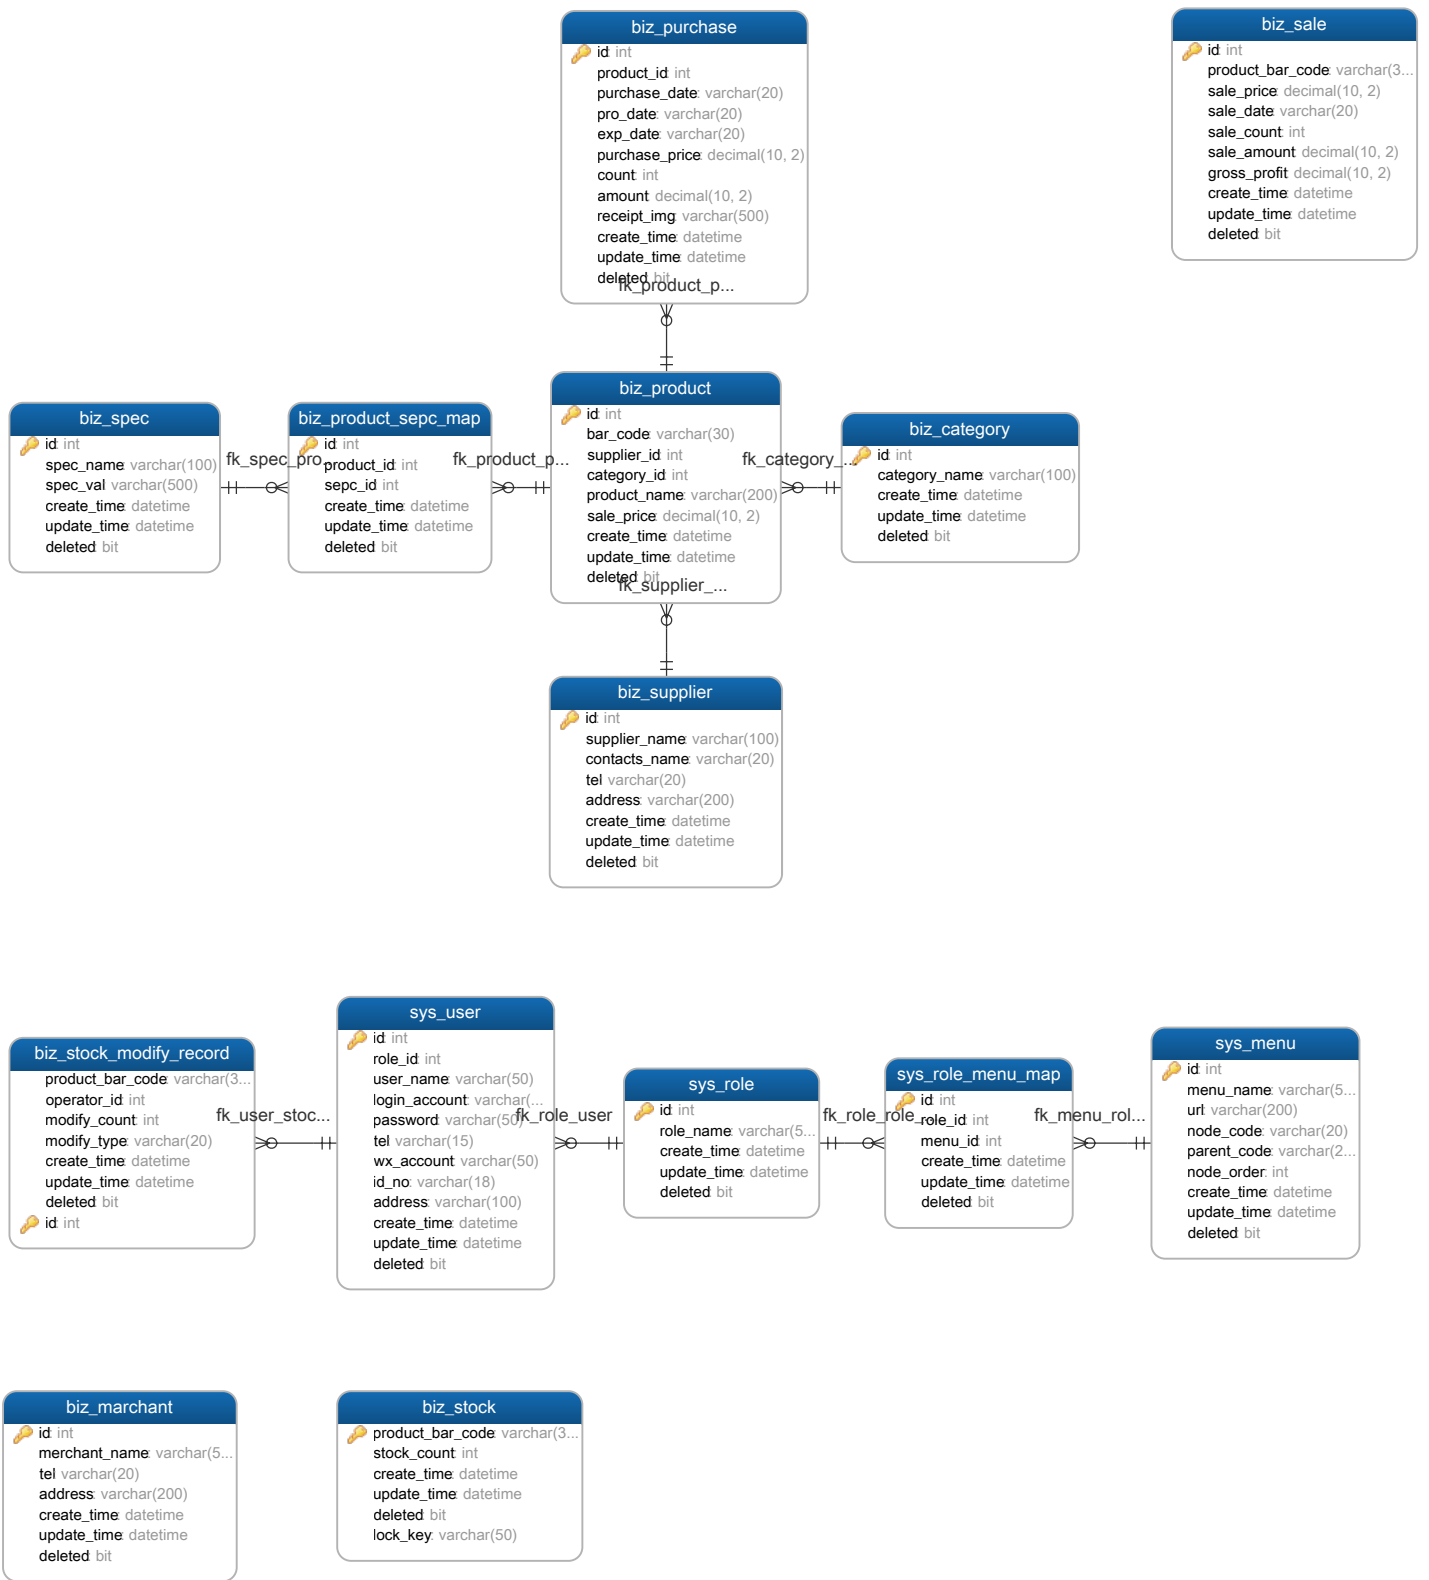 biz_purchase
id: int
product_id: int
purchase_date: varchar(20)
pro_date: varchar(20)
exp_date: varchar(20)
purchase_price: decimal(10, 2)
count: int
amount: decimal(10, 2)
receipt_img: varchar(500)
create_time: datetime
update_time: datetime
deleted: bit
fk_product_p...
biz_sale
id: int
product_bar_code: varchar(3...
sale_price: decimal(10, 2)
sale_date: varchar(20)
sale_count: int
sale_amount: decimal(10, 2)
gross_profit: decimal(10, 2)
create_time: datetime
update_time: datetime
deleted: bit
biz_spec
id: int
spec_name: varchar(100)
spec_val: varchar(500)
create_time: datetime
update_time: datetime
deleted: bit
fk_spec_pro...
biz_product_sepc_map
id: int
product_id: int
sepc_id: int
create_time: datetime
update_time: datetime
deleted: bit
fk_product_p...
biz_product
id: int
bar_code: varchar(30)
supplier_id: int
category_id: int
product_name: varchar(200)
sale_price: decimal(10, 2)
create_time: datetime
update_time: datetime
deleted: bit
fk_supplier_...
fk_category_...
biz_category
id: int
category_name: varchar(100)
create_time: datetime
update_time: datetime
deleted: bit
biz_supplier
id: int
supplier_name: varchar(100)
contacts_name: varchar(20)
tel: varchar(20)
address: varchar(200)
create_time: datetime
update_time: datetime
deleted: bit
biz_stock_modify_record
product_bar_code: varchar(3...
operator_id: int
modify_count: int
modify_type: varchar(20)
create_time: datetime
update_time: datetime
deleted: bit
id: int
fk_user_stoc...
sys_user
id: int
role_id: int
user_name: varchar(50)
login_account: varchar(...
password: varchar(50)
tel: varchar(15)
wx_account: varchar(50)
id_no: varchar(18)
address: varchar(100)
create_time: datetime
update_time: datetime
deleted: bit
fk_role_user
sys_role
id: int
role_name: varchar(5...
create_time: datetime
update_time: datetime
deleted: bit
fk_role_role_...
sys_role_menu_map
id: int
role_id: int
menu_id: int
create_time: datetime
update_time: datetime
deleted: bit
fk_menu_rol...
sys_menu
id: int
menu_name: varchar(5...
url: varchar(200)
node_code: varchar(20)
parent_code: varchar(2...
node_order: int
create_time: datetime
update_time: datetime
deleted: bit
biz_marchant
id: int
merchant_name: varchar(5...
tel: varchar(20)
address: varchar(200)
create_time: datetime
update_time: datetime
deleted: bit
biz_stock
product_bar_code: varchar(3...
stock_count: int
create_time: datetime
update_time: datetime
deleted: bit
lock_key: varchar(50)